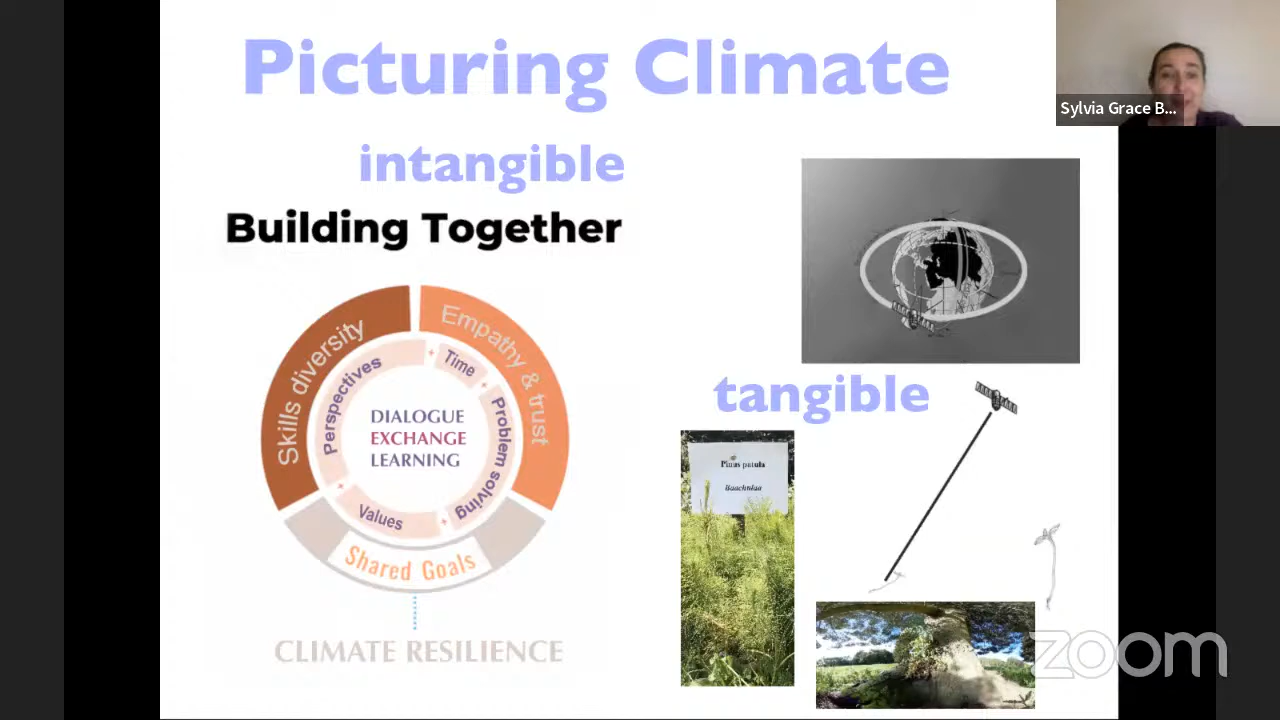 Picturing Climate
Sylvia Grace B...
intangible
Building Together
Skills diversity
Empathy & trust
Perspectives
+
Time
+
Problem solving
+
Values
+
DIALOGUE
EXCHANGE
LEARNING
Shared Goals
CLIMATE RESILIENCE
tangible
Pinus patula
zoom